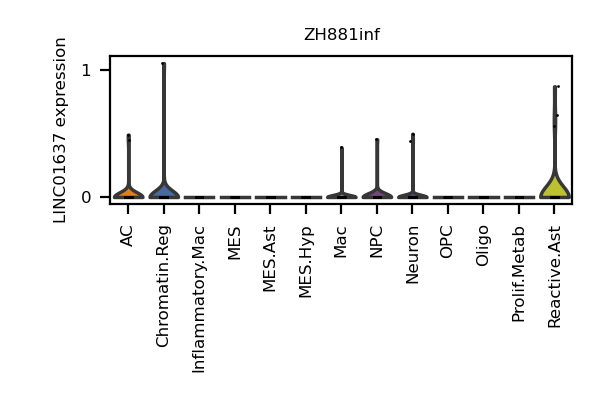 ZH881inf
LINC01637 expression
1
0
AC
Chromatin.Reg
Inflammatory.Mac
MES
MES.Ast
MES.Hyp
Mac
NPC
Neuron
OPC
Oligo
Prolif.Metab
Reactive.Ast